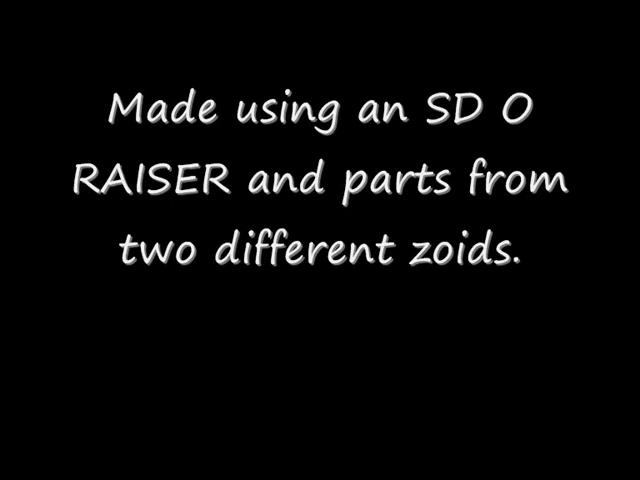 Made using an SD O
RAISER and parts from
two different zoids.